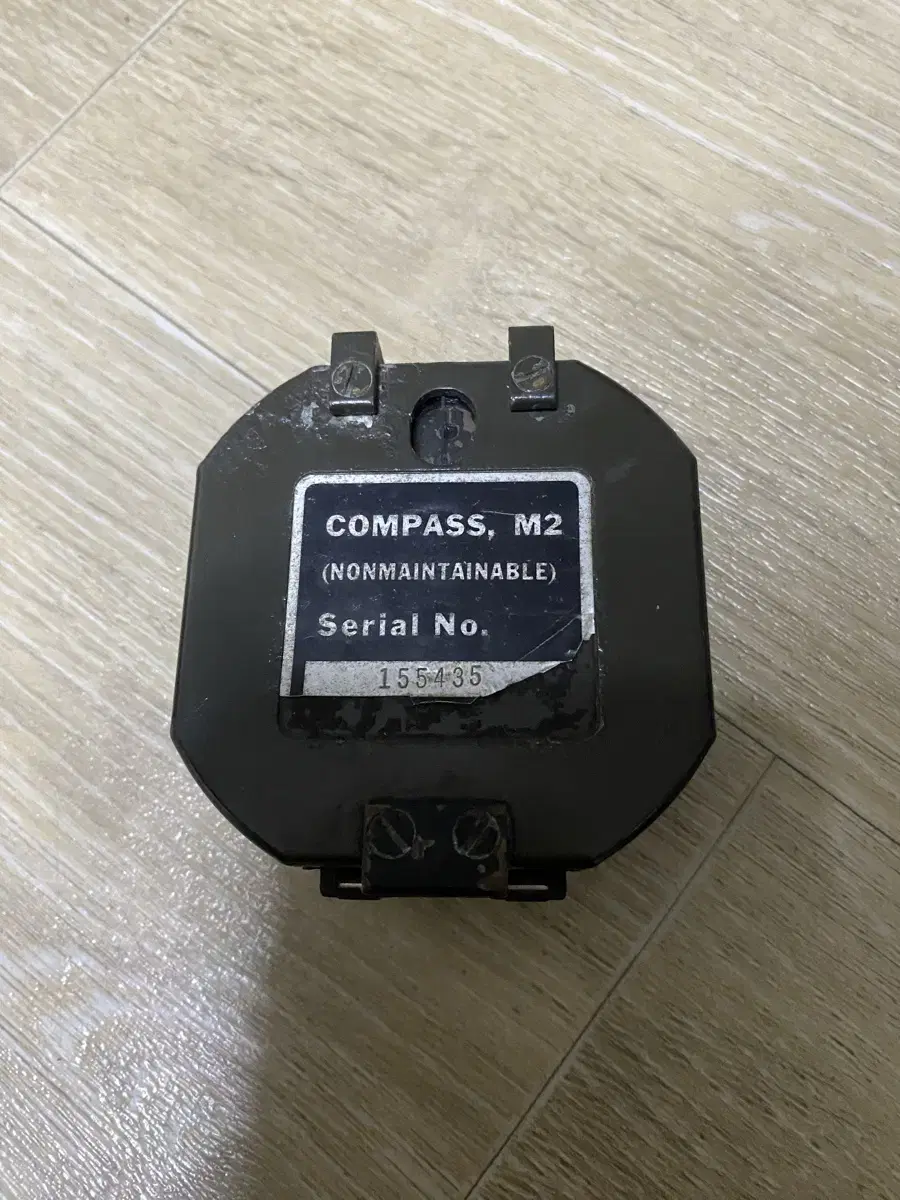 COMPASS, M2
(NONMAINTAINABLE)
Serial No.
155435